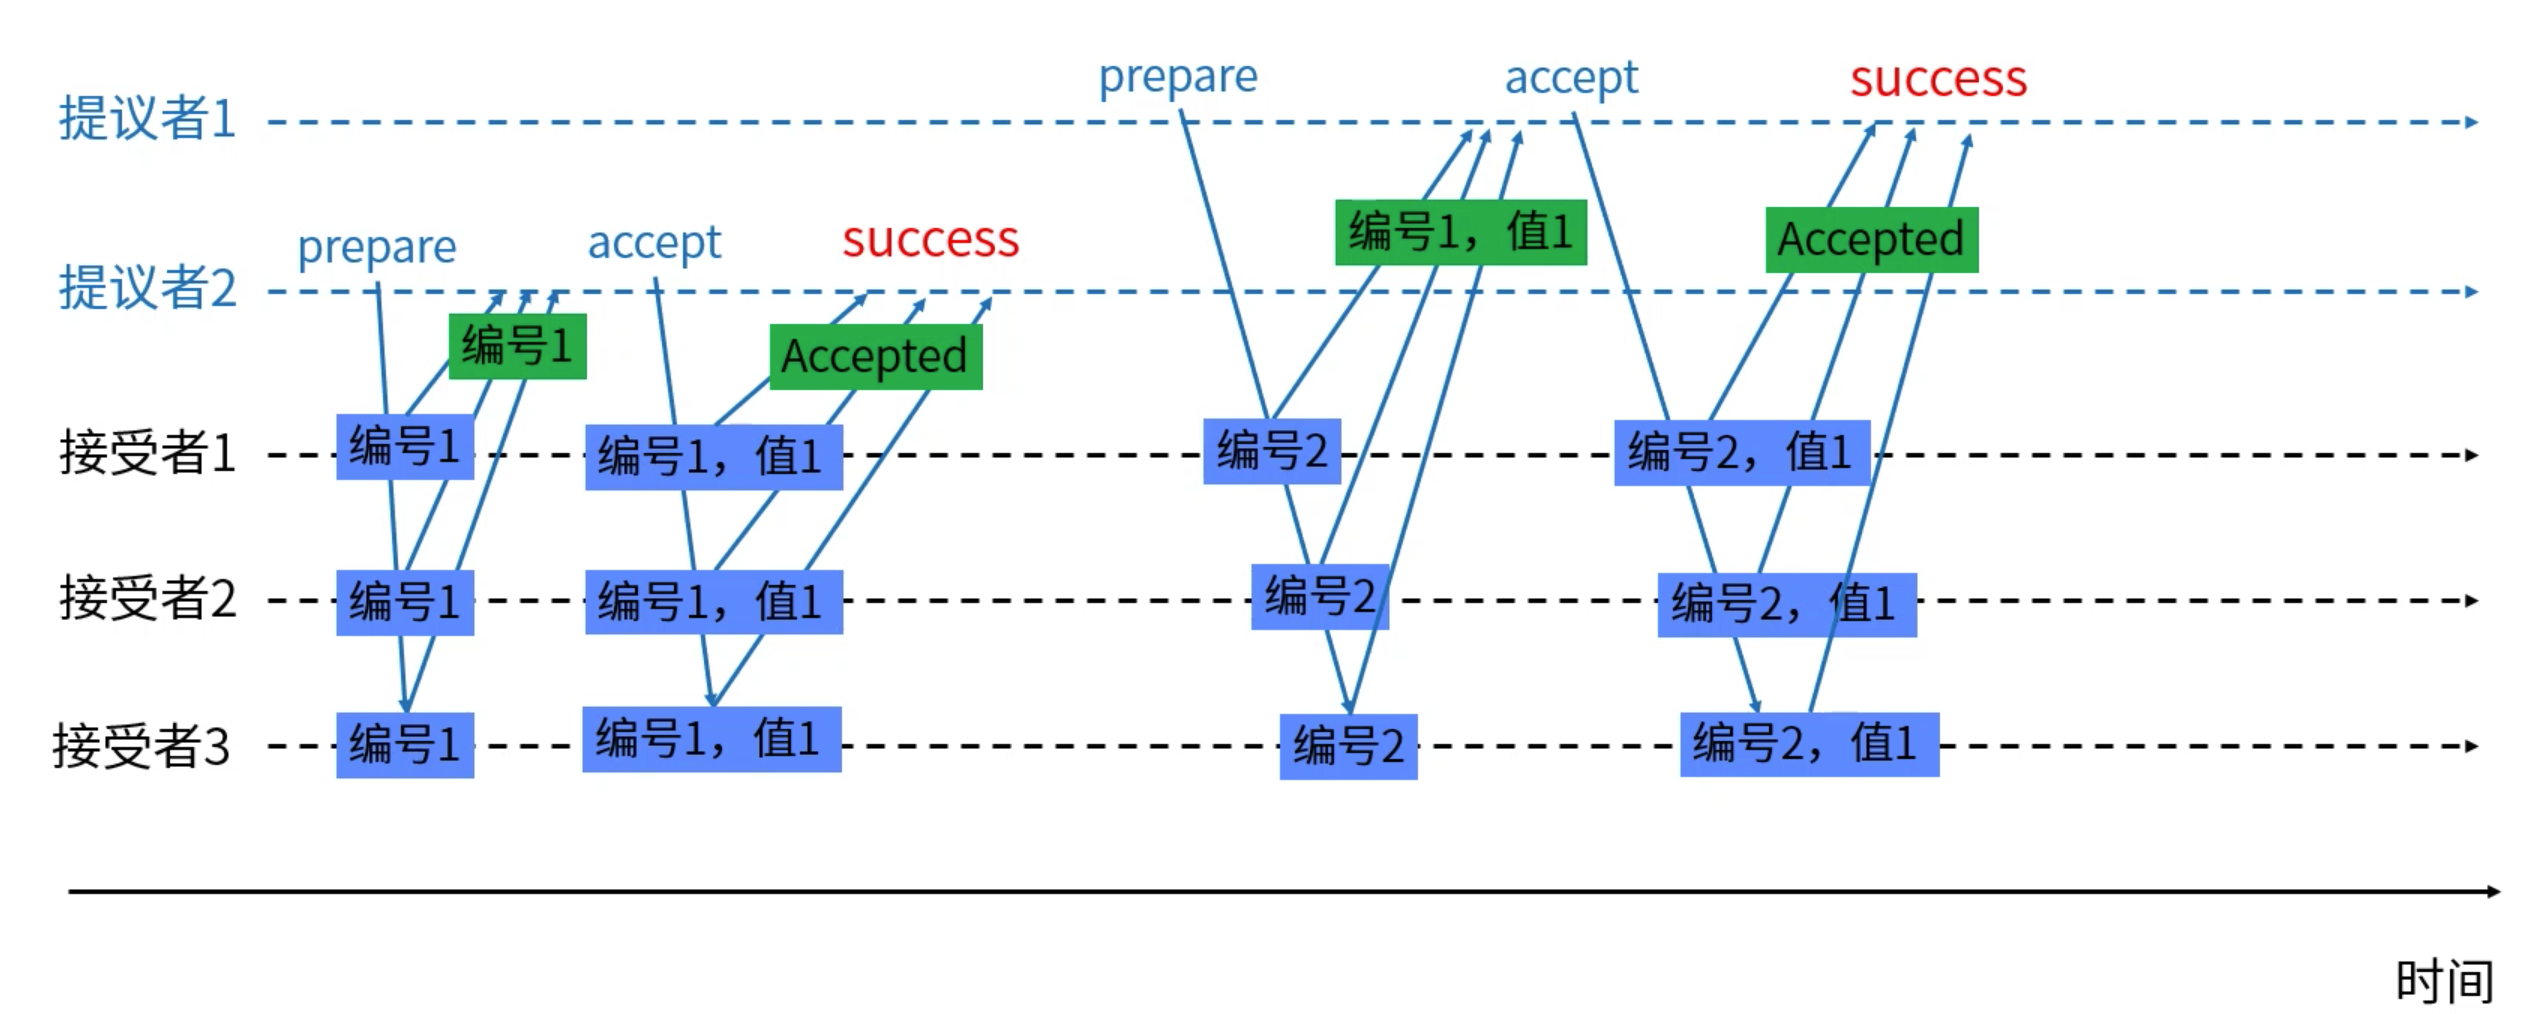 prepare
accept
success
提议者1
编号1，值1
Accepted
prepare
accept
success
提议者2
编号1
Accepted
接受者1
编号1
编号1，值1
编号2
编号2，值1
接受者2
编号1
编号1，值1
编号2
编号2，值1
接受者3
编号1
编号1，值1
编号2
编号2，值1
时间